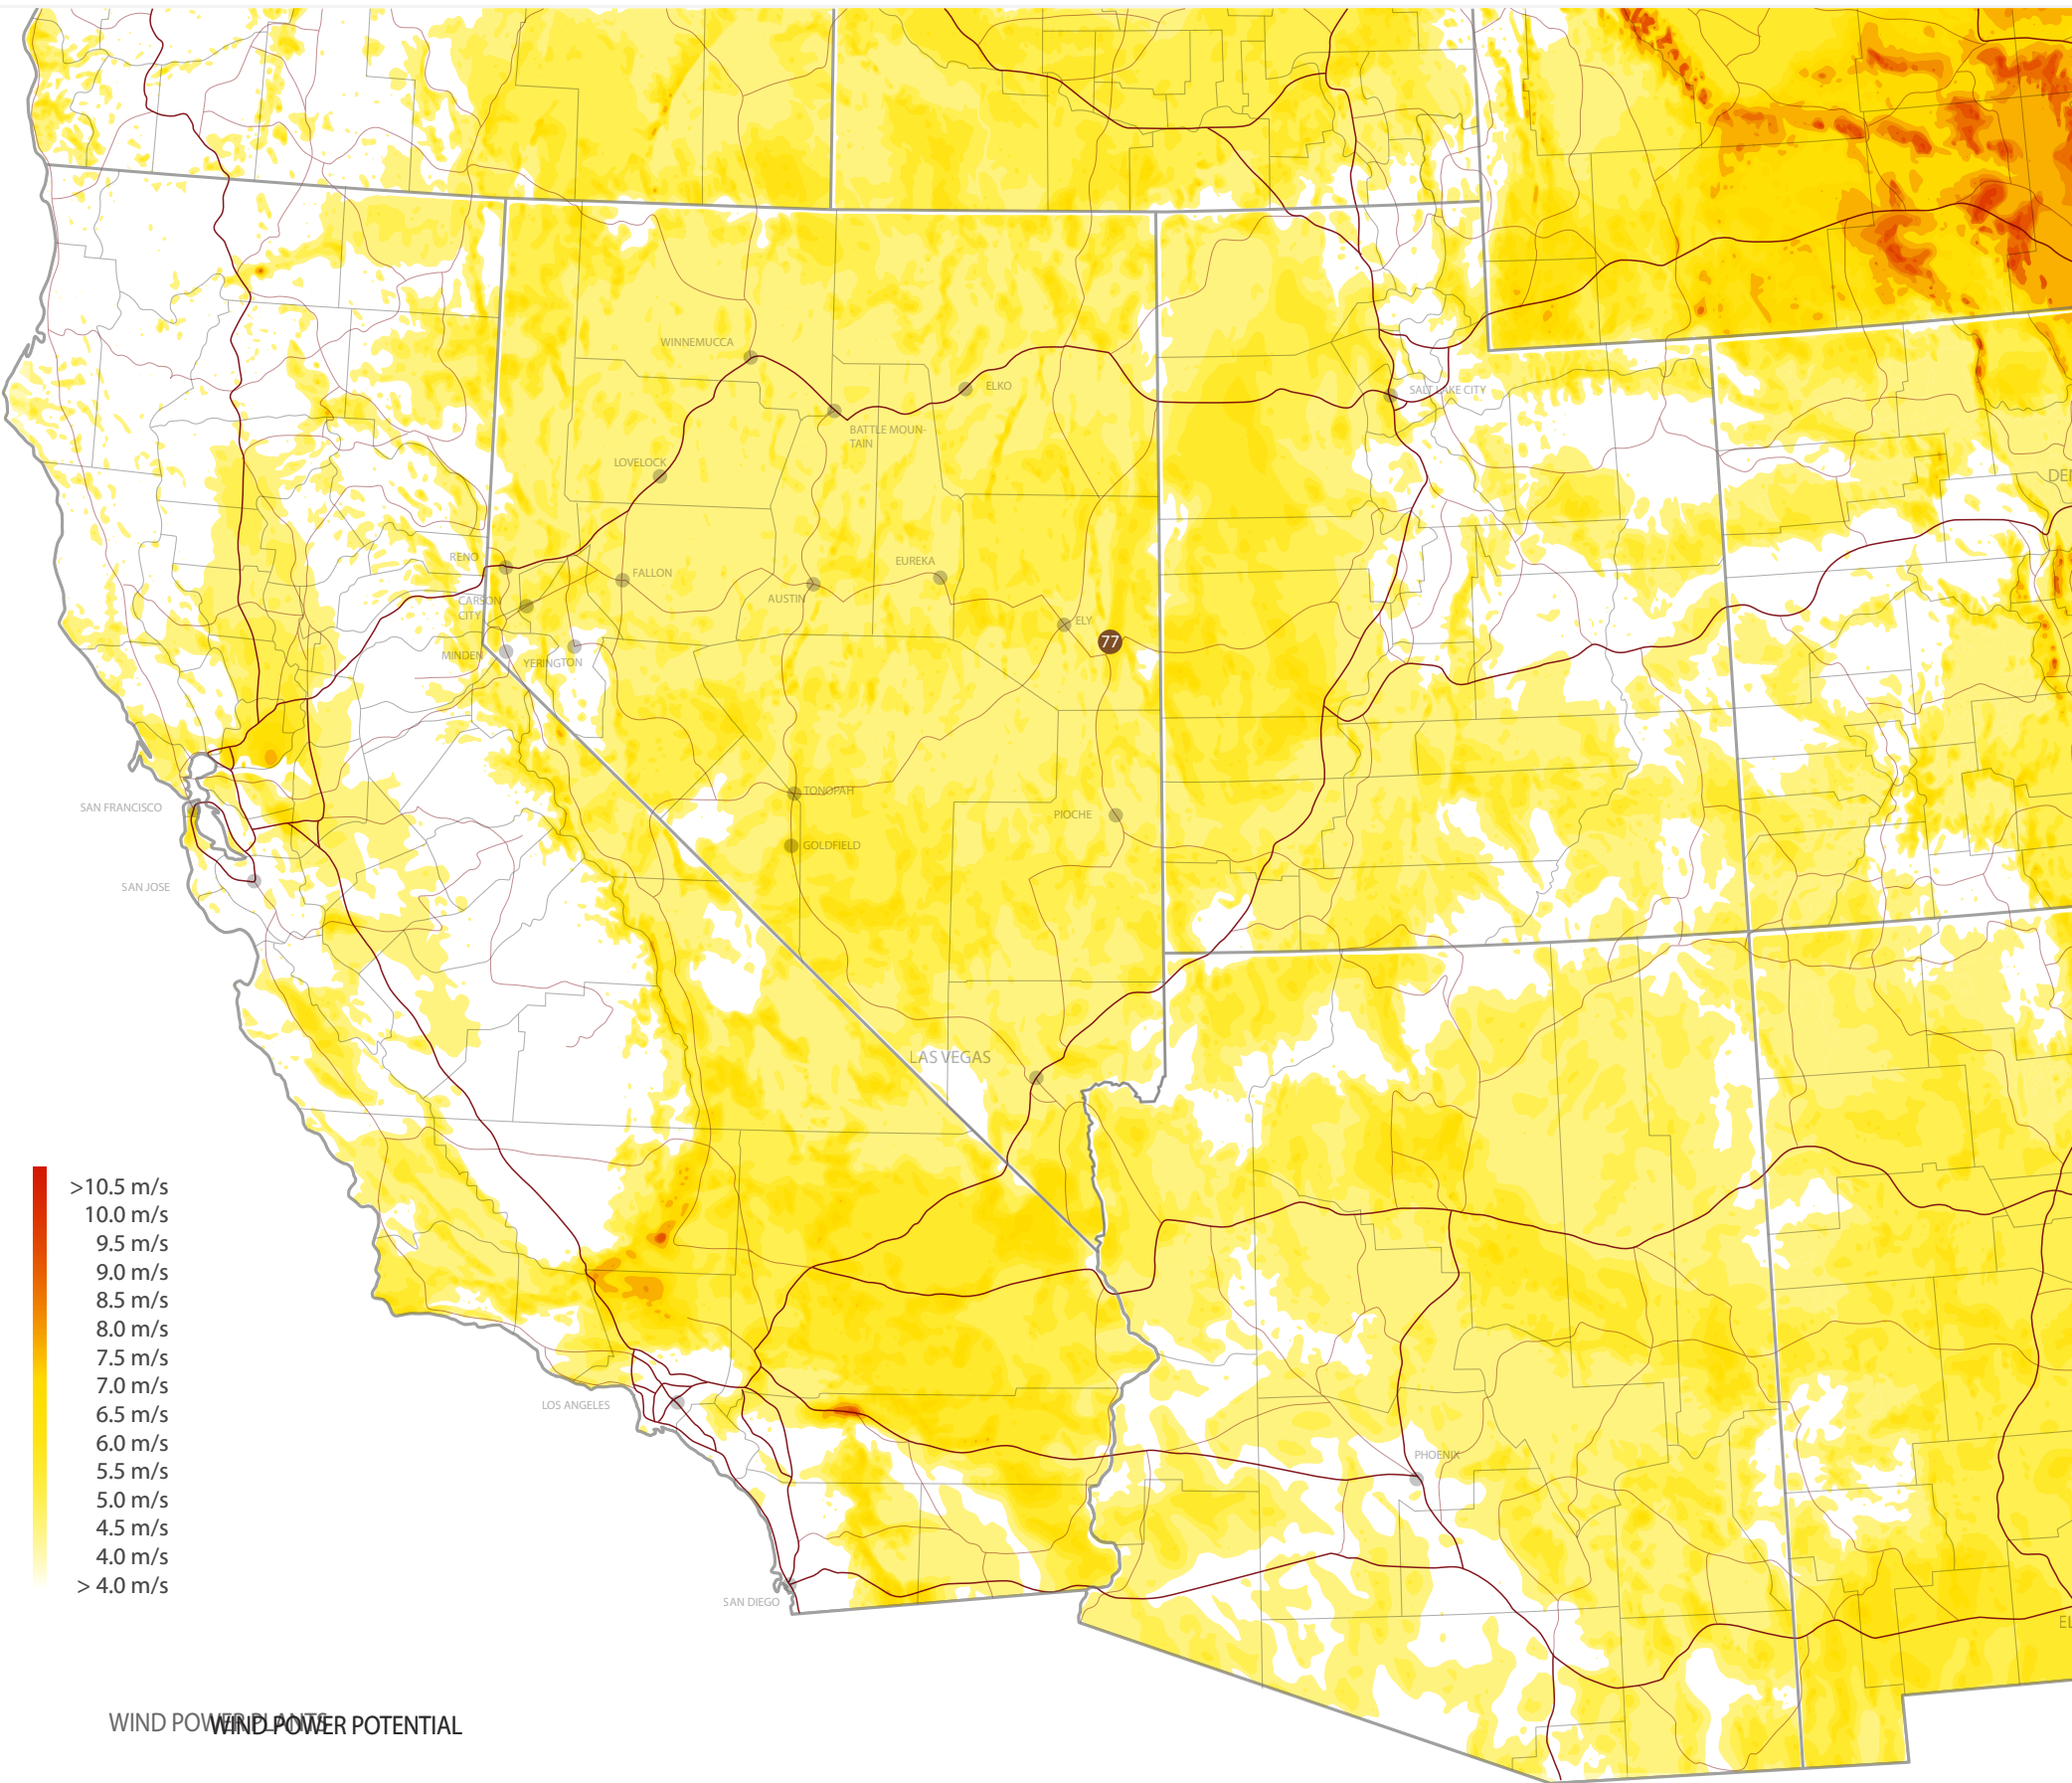 WINNEMUCCA
ELKO
SALT LAKE CITY
BATTLE MOUN-
TAIN
LOVELOCK
RENO
FALLON
EUREKA
CARSON
CITY
AUSTIN
ELY
77
MINDEN
YERINGTON
SAN FRANCISCO
TONOPAH
PIOCHE
GOLDFIELD
SAN JOSE
LAS VEGAS
>10.5 m/s
10.0 m/s
9.5 m/s
9.0 m/s
8.5 m/s
8.0 m/s
7.5 m/s
7.0 m/s
6.5 m/s
6.0 m/s
5.5 m/s
5.0 m/s
4.5 m/s
4.0 m/s
> 4.0 m/s
LOS ANGELES
PHOENIX
SAN DIEGO
WIND POWER PLANTS
WIND POWER POTENTIAL